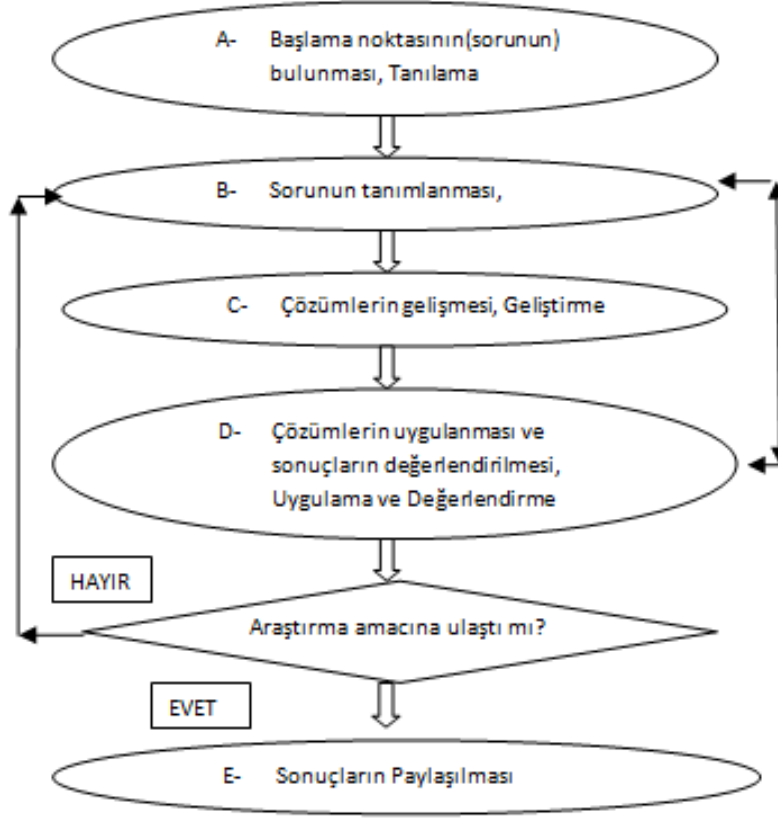 A- Başlama noktasının(sorunun)
bulunması, Tanılama
B- Sorunun tanımlanması,
C- Çözümlerin gelişmesi, Geliştirme
D- Çözümlerin uygulanması ve
sonuçların değerlendirilmesi,
Uygulama ve Değerlendirme
HAYIR
Araştırma amacına ulaştı mı?
EVET
E- Sonuçların Paylaşılması